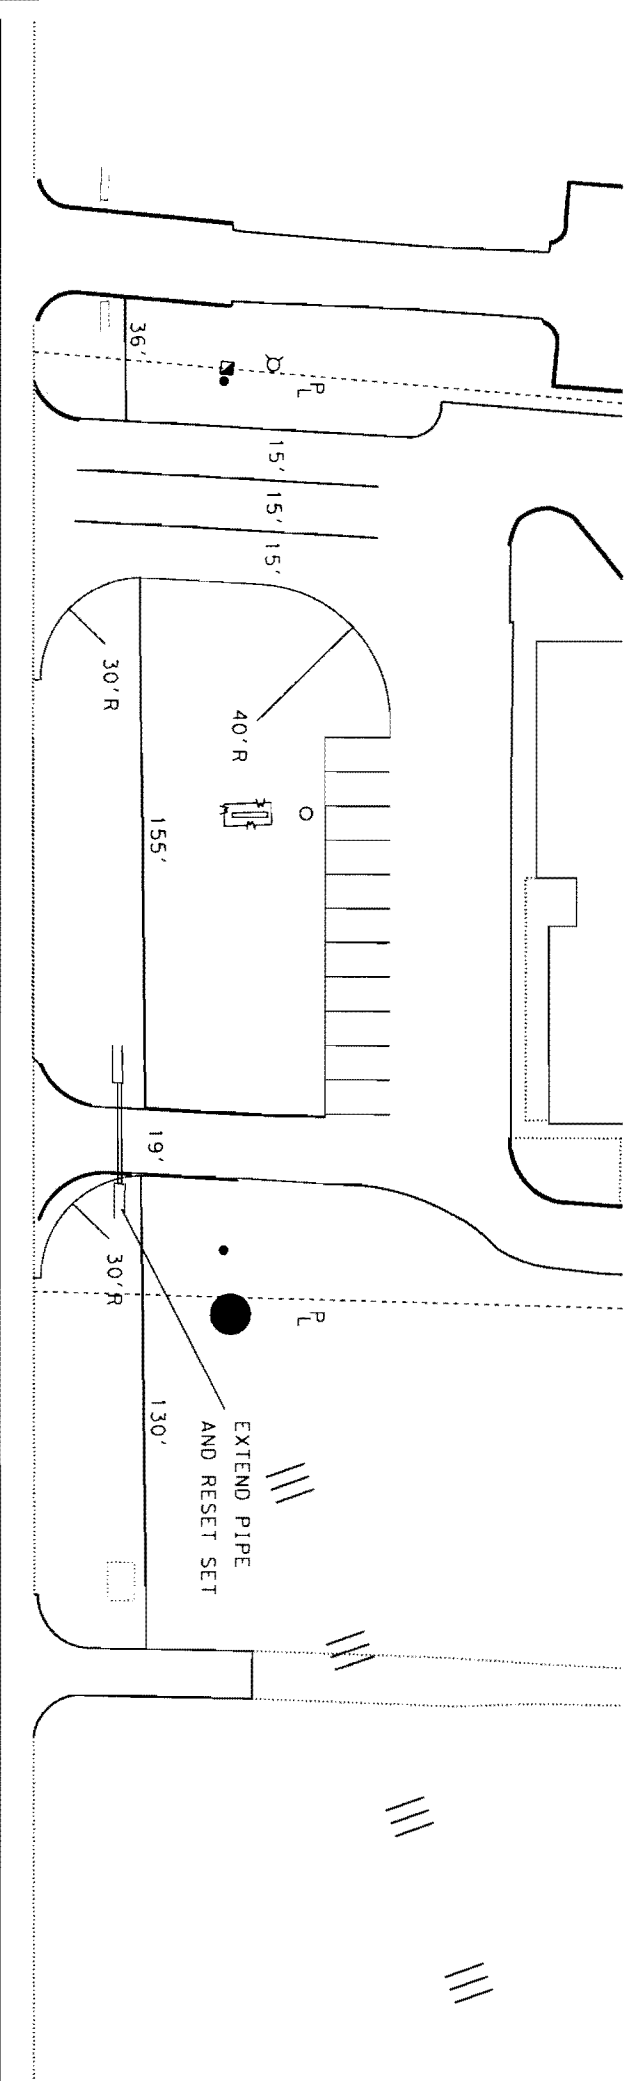 36'
PL
15'
15'
15'
30'R
40'R
155'
19'
30'R
PL
130'
EXTEND PIPE
AND RESET SET